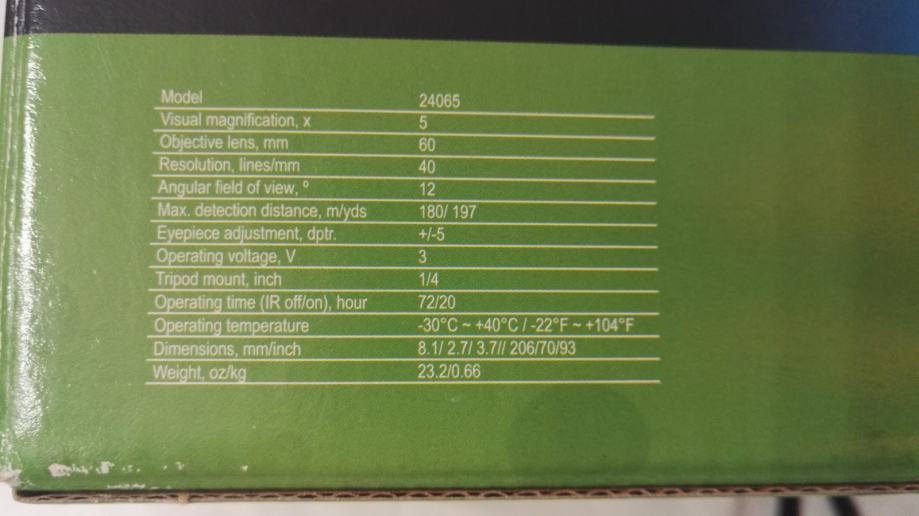 Model 24065
Visual magnification, x 5
Objective lens, mm 60
Resolution, lines/mm 40
Angular field of view, º 12
Max. detection distance, m/yds 180/ 197
Eyepiece adjustment, dptr. +/-5
Operating voltage, V 3
Tripod mount, inch 1/4
Operating time (IR off/on), hour 72/20
Operating temperature -30°C ~ +40°C / -22°F ~ +104°F
Dimensions, mm/inch 8.1/ 2.7/ 3.7// 206/70/93
Weight, oz/kg 23.2/0.66